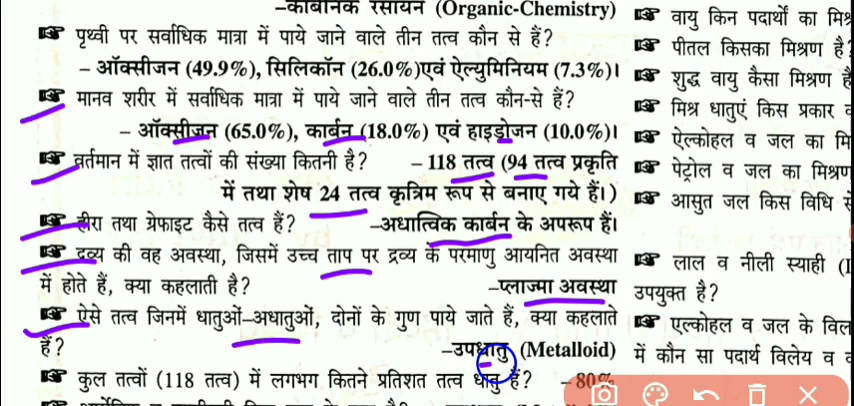 –कार्बनिक रसायन (Organic-Chemistry)
पृथ्वी पर सर्वाधिक मात्रा में पाये जाने वाले तीन तत्व कौन से हैं?
– ऑक्सीजन (49.9%), सिलिकॉन (26.0%)एवं ऐल्युमिनियम (7.3%)।
मानव शरीर में सर्वाधिक मात्रा में पाये जाने वाले तीन तत्व कौन-से हैं?
– ऑक्सीजन (65.0%), कार्बन (18.0%) एवं हाइड्रोजन (10.0%)।
वर्तमान में ज्ञात तत्वों की संख्या कितनी है? – 118 तत्व (94 तत्व प्रकृति
में तथा शेष 24 तत्व कृत्रिम रूप से बनाए गये हैं।)
हीरा तथा ग्रेफाइट कैसे तत्व हैं? –अधात्विक कार्बन के अपरूप हैं।
द्रव्य की वह अवस्था, जिसमें उच्च ताप पर द्रव्य के परमाणु आयनित अवस्था
में होते हैं, क्या कहलाती है? –प्लाज्मा अवस्था
ऐसे तत्व जिनमें धातुओं–अधातुओं, दोनों के गुण पाये जाते हैं, क्या कहलाते
हैं? –उपधातु (Metalloid)
कुल तत्वों (118 तत्व) में लगभग कितने प्रतिशत तत्व धातु हैं? – 80%
वायु किन पदार्थों का
पीतल किसका मिश्रण है?
शुद्ध वायु कैसा मिश्रण
मिश्र धातुएं किस प्रकार
ऐल्कोहल व जल का
पेट्रोल व जल का
आसुत जल किस विधि
लाल व नीली स्याही
उपयुक्त है?
एल्कोहल व जल के
में कौन सा पदार्थ विलेय व